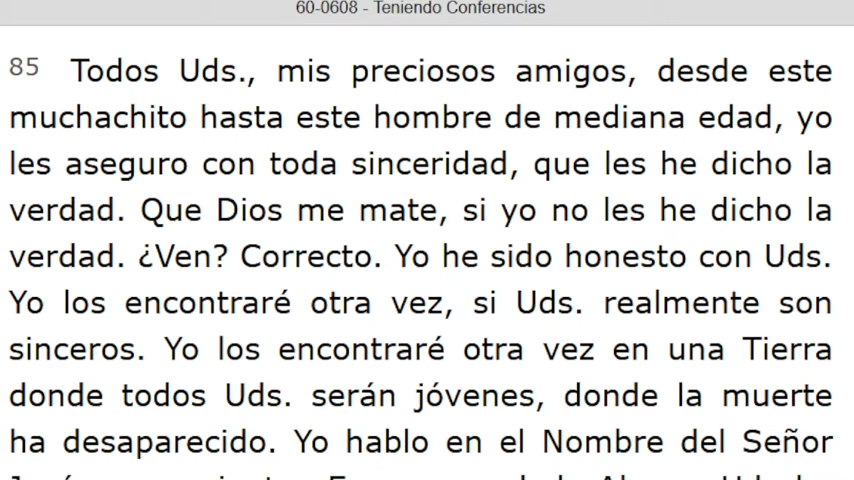 60-0608 - Teniendo Conferencias
85 Todos Uds., mis preciosos amigos, desde este
muchachito hasta este hombre de mediana edad, yo
les aseguro con toda sinceridad, que les he dicho la
verdad. Que Dios me mate, si yo no les he dicho la
verdad. ¿Ven? Correcto. Yo he sido honesto con Uds.
Yo los encontraré otra vez, si Uds. realmente son
sinceros. Yo los encontraré otra vez en una Tierra
donde todos Uds. serán jóvenes, donde la muerte
ha desaparecido. Yo hablo en el Nombre del Señor